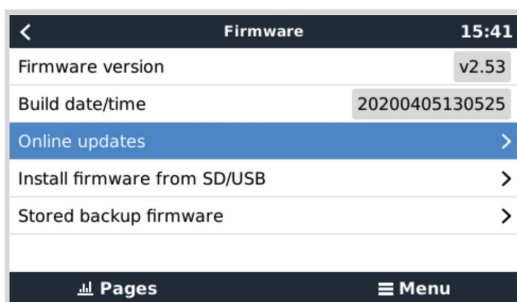 Firmware 15:41
Firmware version v2.53
Build date/time 20200405130525
Online updates
Install firmware from SD/USB
Stored backup firmware
Pages Menu